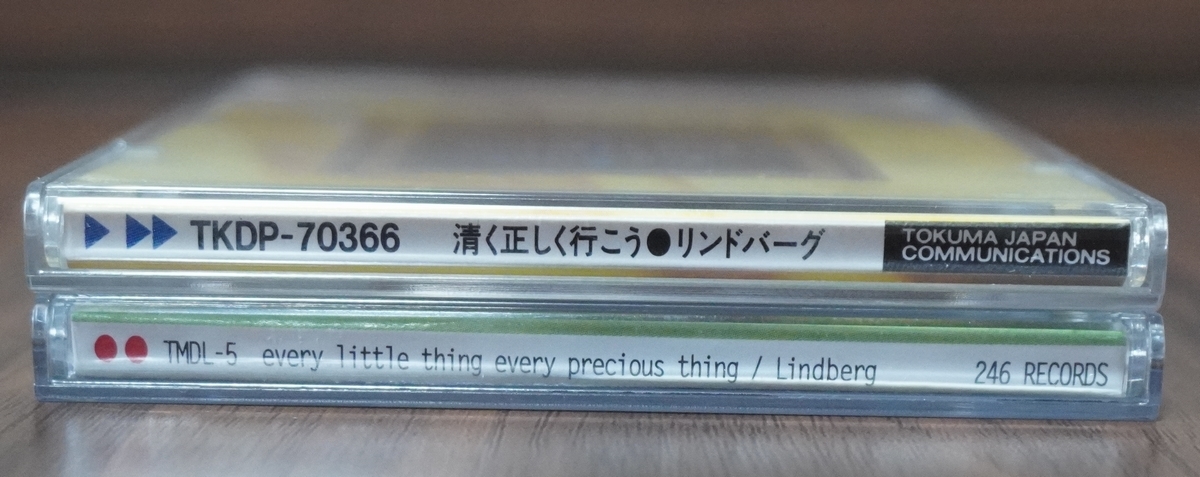 TKDP-70366 清く正しく行こう●リンドバーグ TOKUMA JAPAN
COMMUNICATIONS
TMDL-5 every little thing every precious thing / Lindberg 246 RECORDS